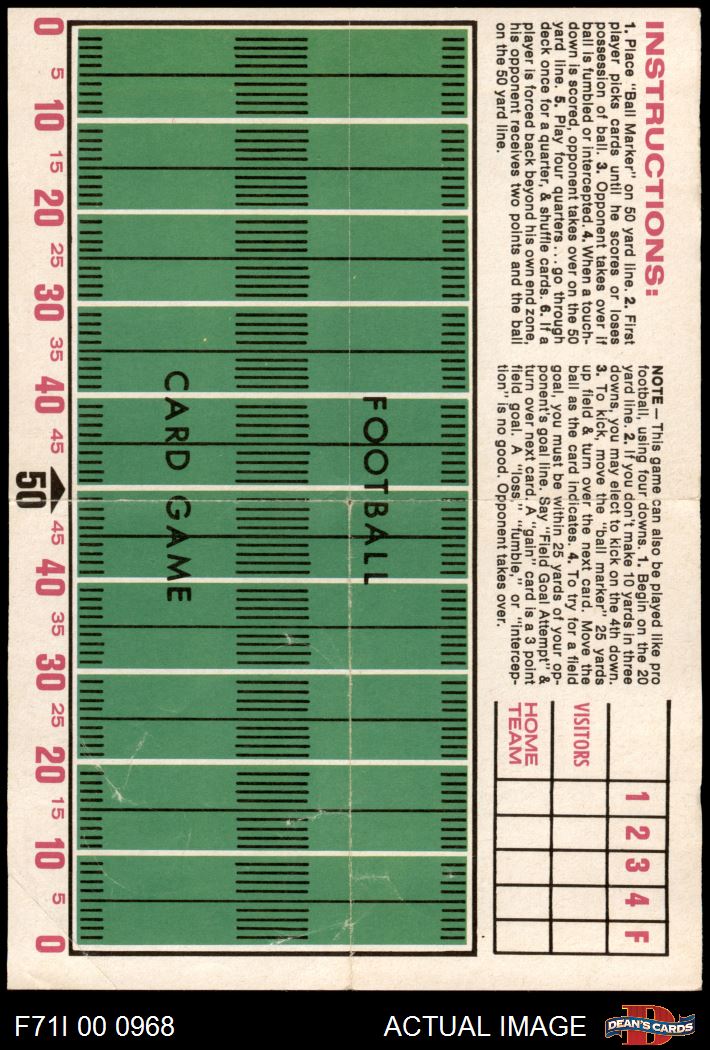 INSTRUCTIONS:
1. Place "Ball Marker" on 50 yard line. 2. First
player picks cards until he scores or loses
possession of ball. 3. Opponent takes over if
ball is fumbled or intercepted. 4. When a touch-
down is scored, opponent takes over on the 50
yard line. 5. Play four quarters...go through
deck once for a quarter, & shuffle cards. 6. If a
player is forced back beyond his own end zone,
his opponent receives two points and the ball
on the 50 yard line.
NOTE — This game can also be played like pro
football, using four downs. 1. Begin on the 20
yard line. 2. If you don't make 10 yards in three
downs, you may elect to kick on the 4th down.
3. To kick, move the "ball marker" 25 yards
up field & turn over the next card. Move the
ball as the card indicates. 4. To try for a field
goal, you must be within 25 yards of your op-
ponent's goal line. Say "Field Goal Attempt" &
turn over next card. A "gain" card is a 3 point
field goal. A "loss," "fumble," or "intercep-
tion" is no good. Opponent takes over.
1 2 3 4 F
VISITORS
HOME
TEAM
FOOTBALL
CARD GAME
0 5 10 15 20 25 30 35 40 45 50 45 40 35 30 25 20 15 10 5 0
F71I 00 0968
ACTUAL IMAGE
D
DEAN'S CARDS